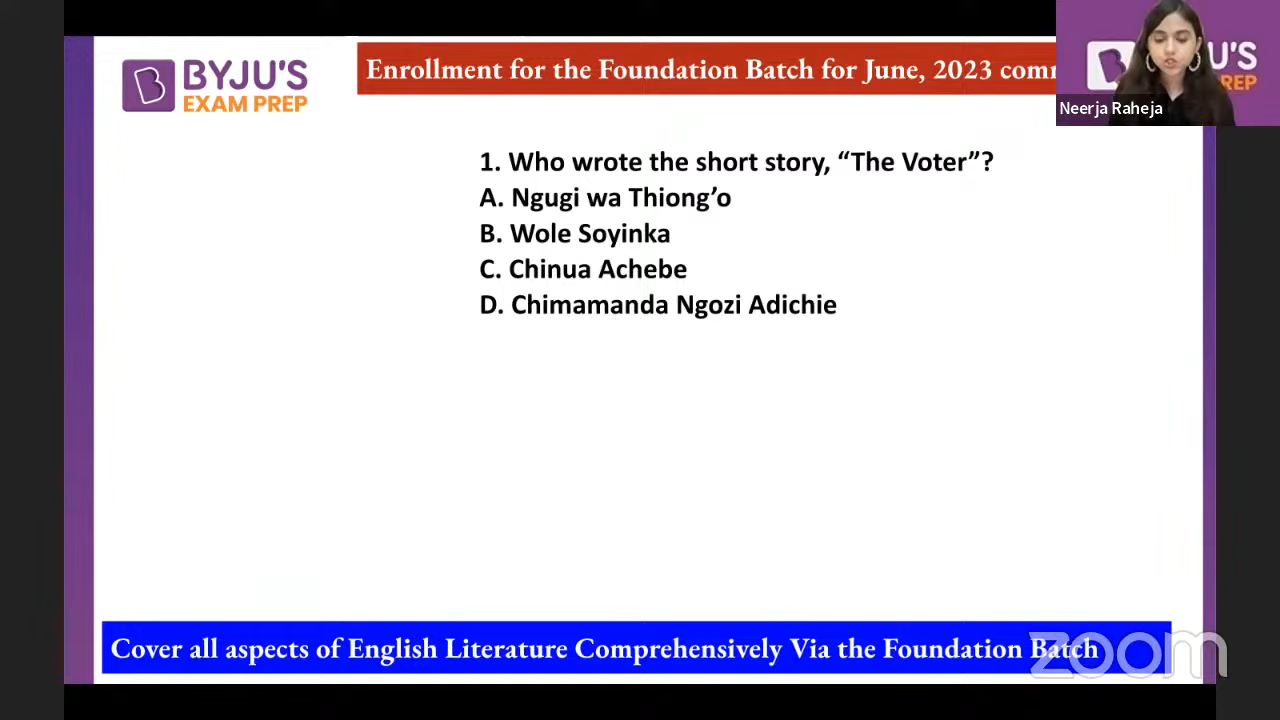 BYJU'S
EXAM PREP
Enrollment for the Foundation Batch for June, 2023 com
Neerja Raheja
1. Who wrote the short story, “The Voter”?
A. Ngugi wa Thiong’o
B. Wole Soyinka
C. Chinua Achebe
D. Chimamanda Ngozi Adichie
Cover all aspects of English Literature Comprehensively Via the Foundation Batch
zoom